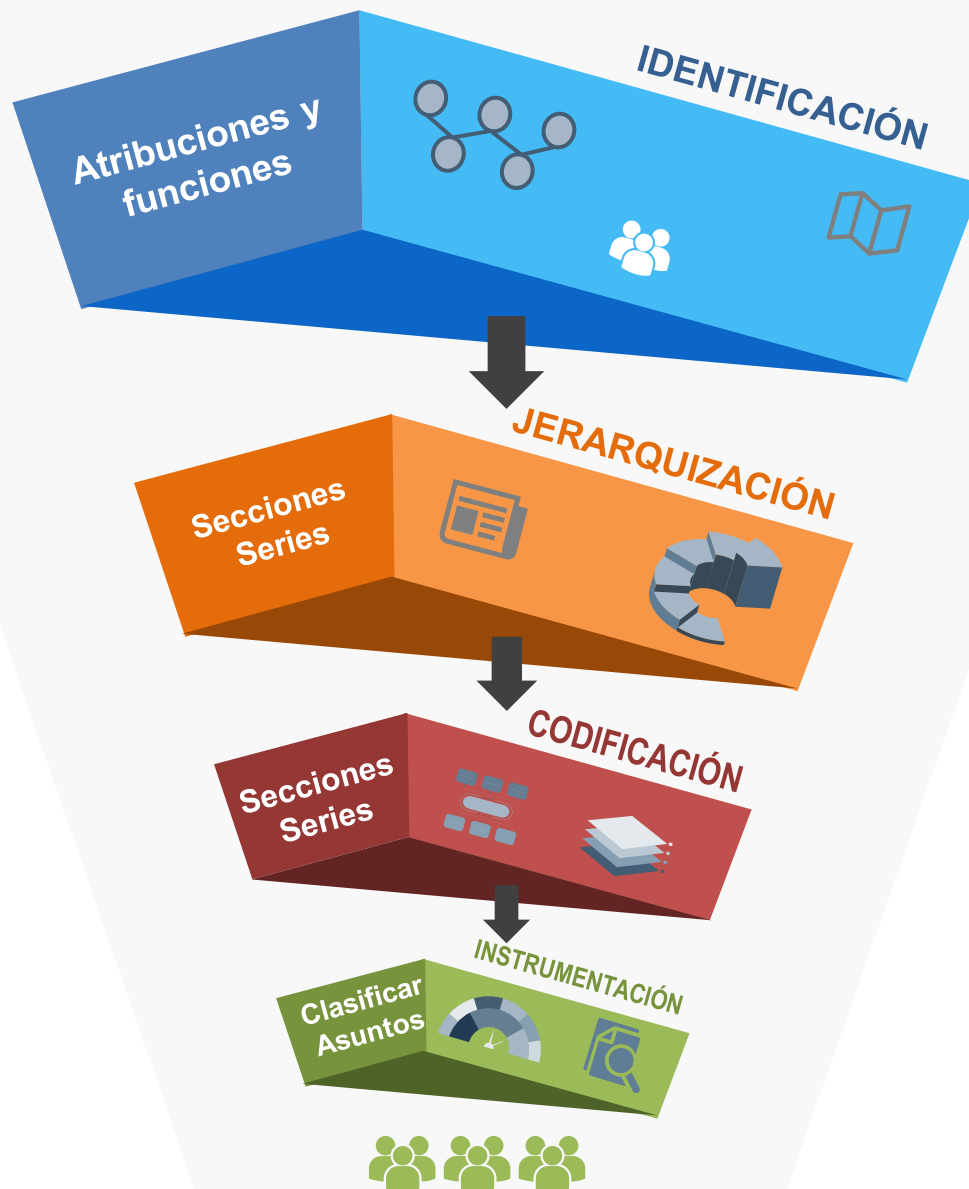 IDENTIFICACIÓN
Atribuciones y
funciones
JERARQUIZACIÓN
Secciones
Series
CODIFICACIÓN
Secciones
Series
INSTRUMENTACIÓN
Clasificar
Asuntos